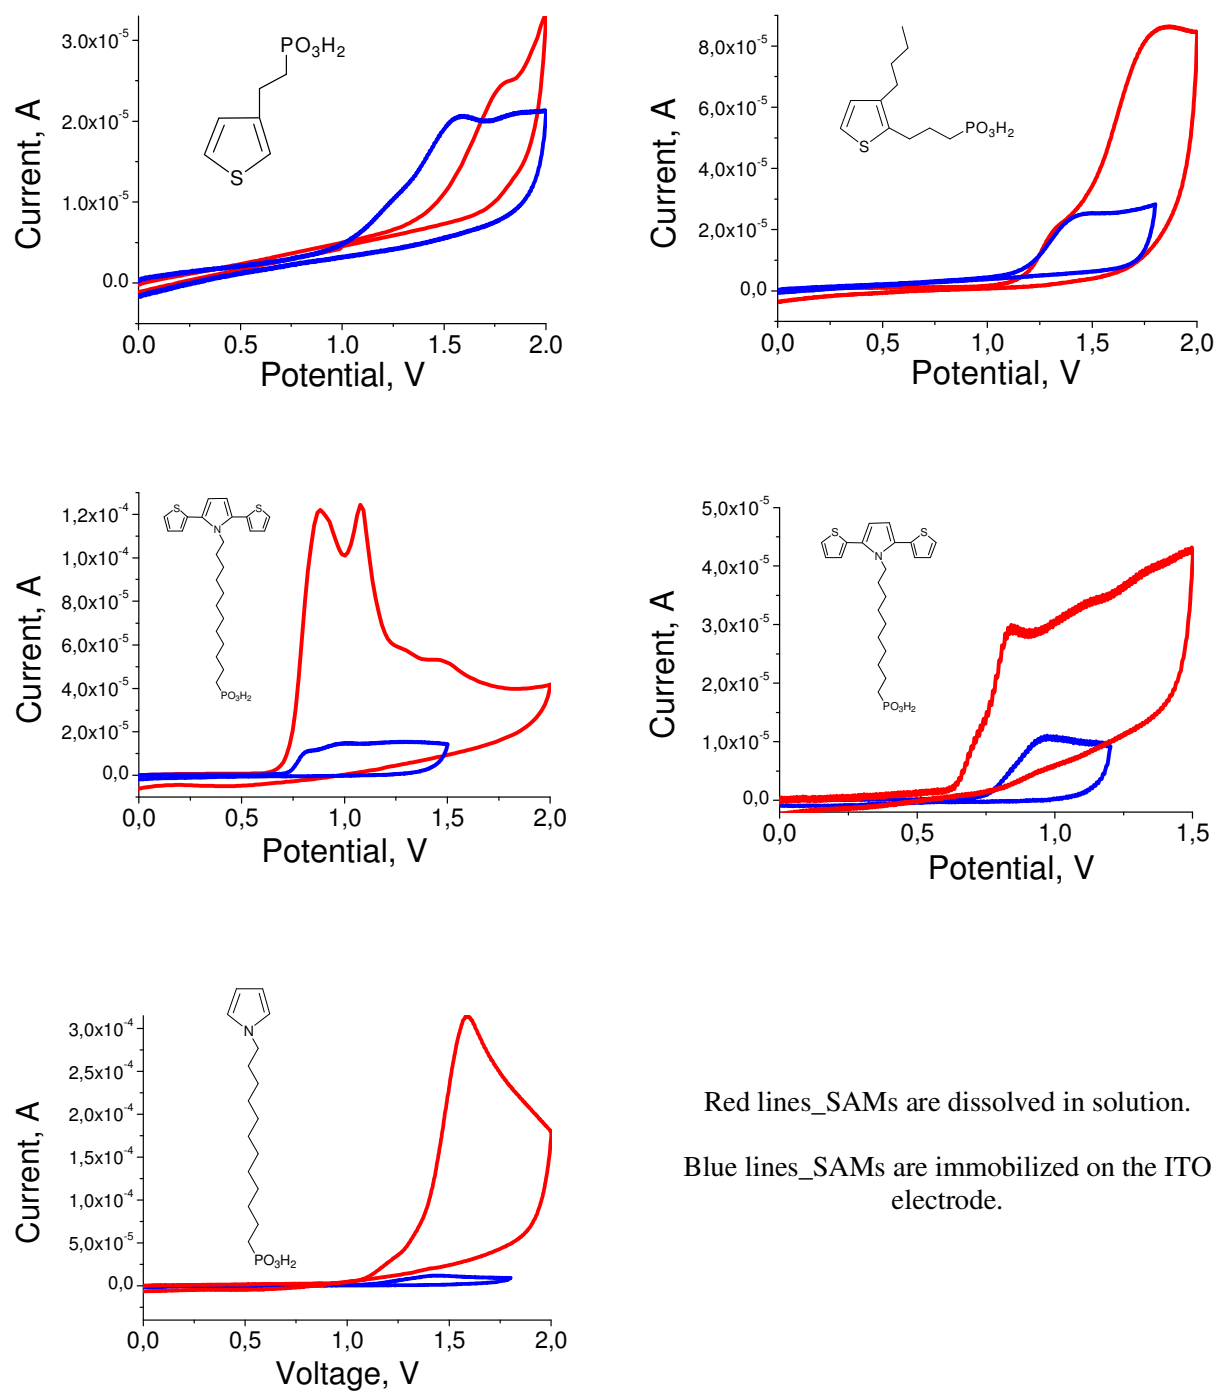 PO3H2
S
3.0x10-5
2.0x10-5
1.0x10-5
0.0
0.0
0.5
1.0
1.5
2.0
Current, A
Potential, V
PO3H2
S
8,0x10-5
6,0x10-5
4,0x10-5
2,0x10-5
0,0
0,0
0,5
1,0
1,5
2,0
Current, A
Potential, V
S
S
N
PO3H2
1,2x10-4
1,0x10-4
8,0x10-5
6,0x10-5
4,0x10-5
2,0x10-5
0,0
0,0
0,5
1,0
1,5
2,0
Current, A
Potential, V
S
S
N
PO3H2
5,0x10-5
4,0x10-5
3,0x10-5
2,0x10-5
1,0x10-5
0,0
0,0
0,5
1,0
1,5
Current, A
Potential, V
N
PO3H2
3,0x10-4
2,5x10-4
2,0x10-4
1,5x10-4
1,0x10-4
5,0x10-5
0,0
0,0
0,5
1,0
1,5
2,0
Current, A
Voltage, V
Red lines_SAMs are dissolved in solution.
Blue lines_SAMs are immobilized on the ITO
electrode.